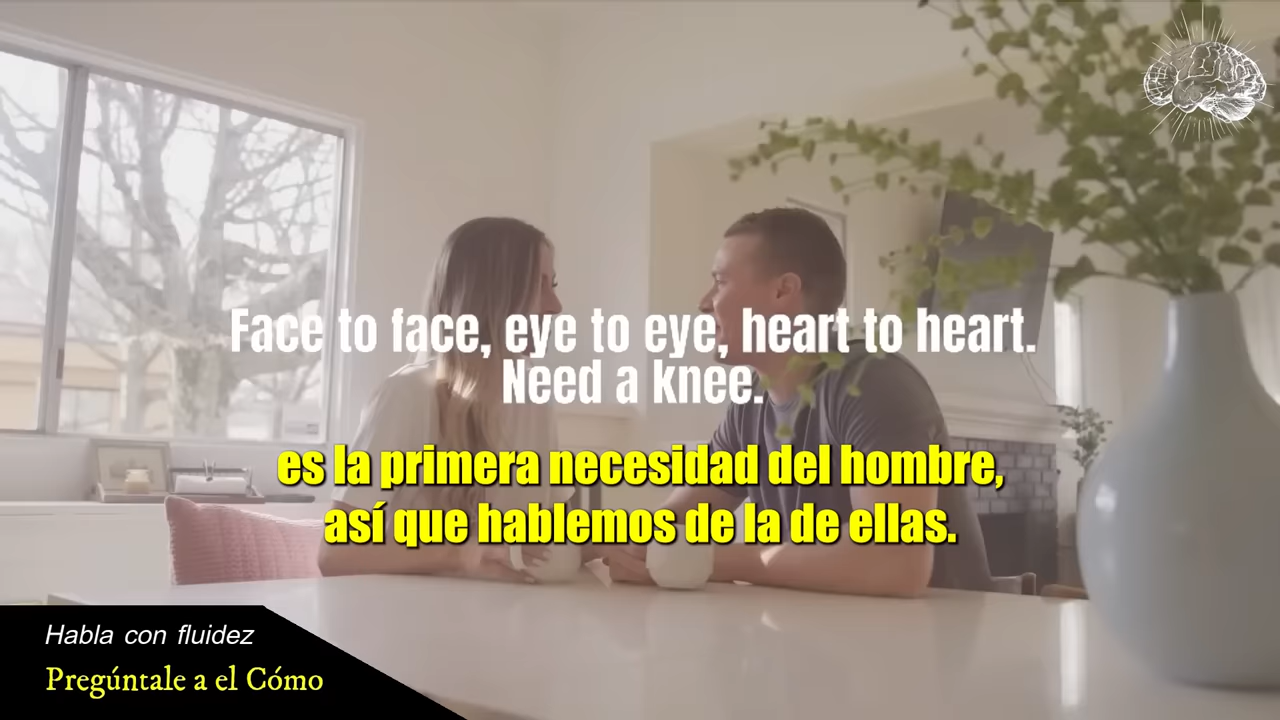 Face to face, eye to eye, heart to heart.
Need a knee.
es la primera necesidad del hombre,
así que hablemos de la de ellas.
Habla con fluidez
Pregúntale a el Cómo